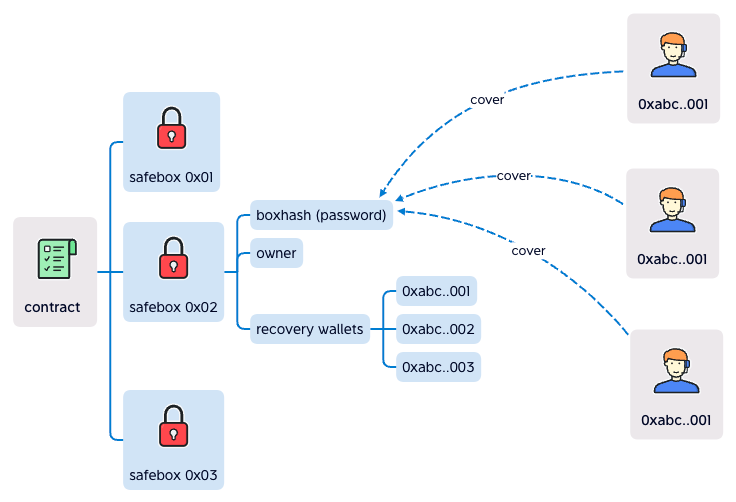 contract
safebox 0x01
safebox 0x02
safebox 0x03
boxhash (password)
owner
recovery wallets
0xabc..001
0xabc..002
0xabc..003
cover
cover
cover
0xabc..001
0xabc..001
0xabc..001